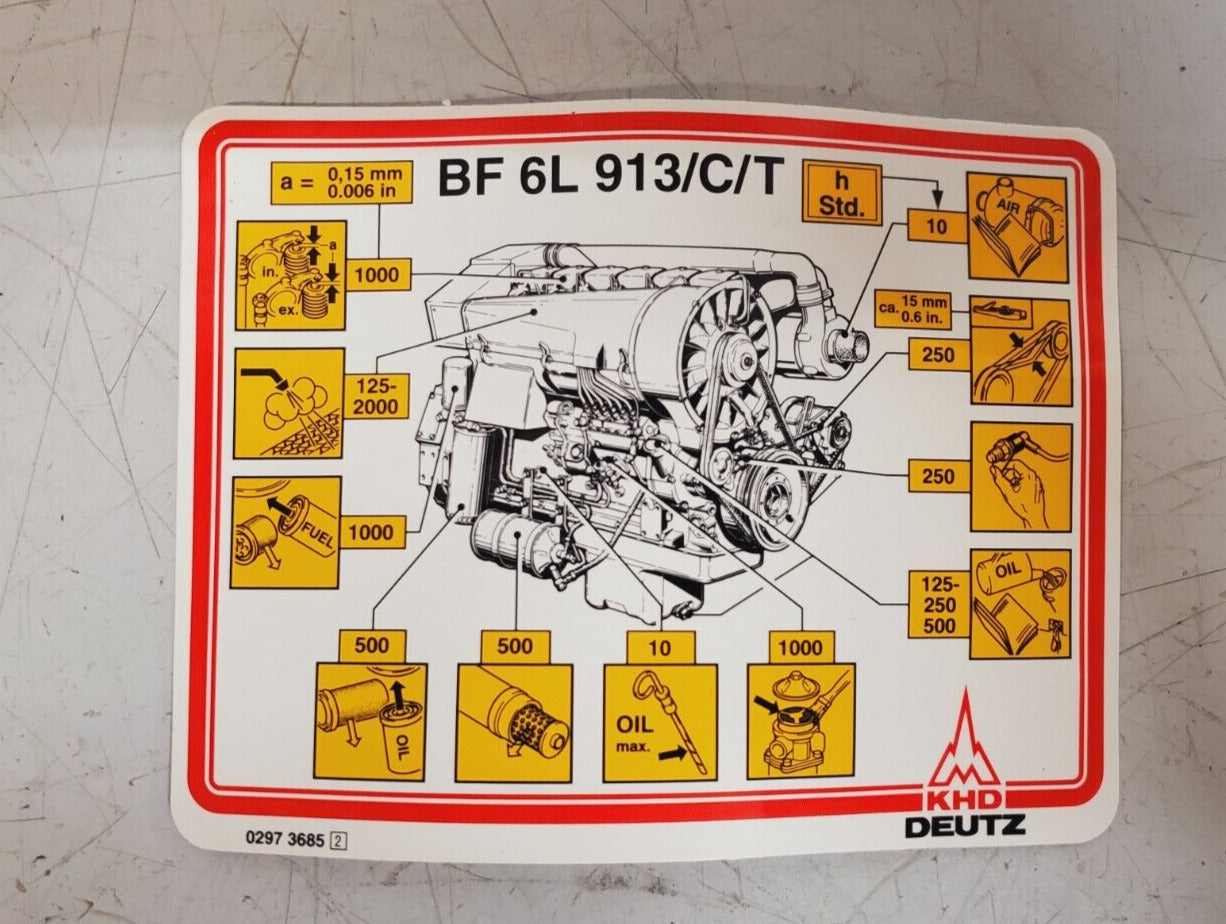 BF 6L 913/C/T
a = 0,15 mm
0.006 in
h
Std.
10
AIR
a
in.
ex.
1000
ca. 15 mm
0.6 in.
250
125-
2000
250
FUEL
1000
OIL
125-
250
500
500
500
10
1000
OIL
OIL
max.
KHD
DEUTZ
0297 3685 2